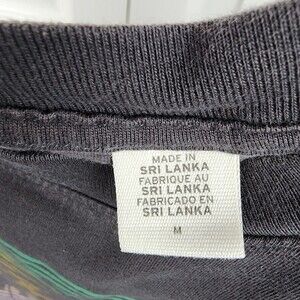 MADE IN
SRI LANKA
FABRIQUE AU
SRI LANKA
FABRICADO EN
SRI LANKA
M